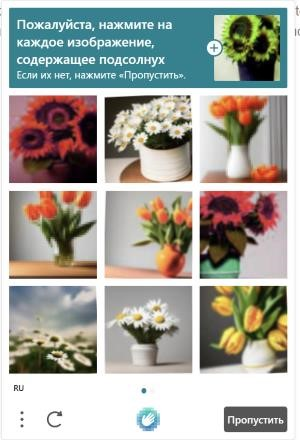 Пожалуйста, нажмите на
каждое изображение,
содержащее подсолнух
Если их нет, нажмите «Пропустить».
RU
Пропустить